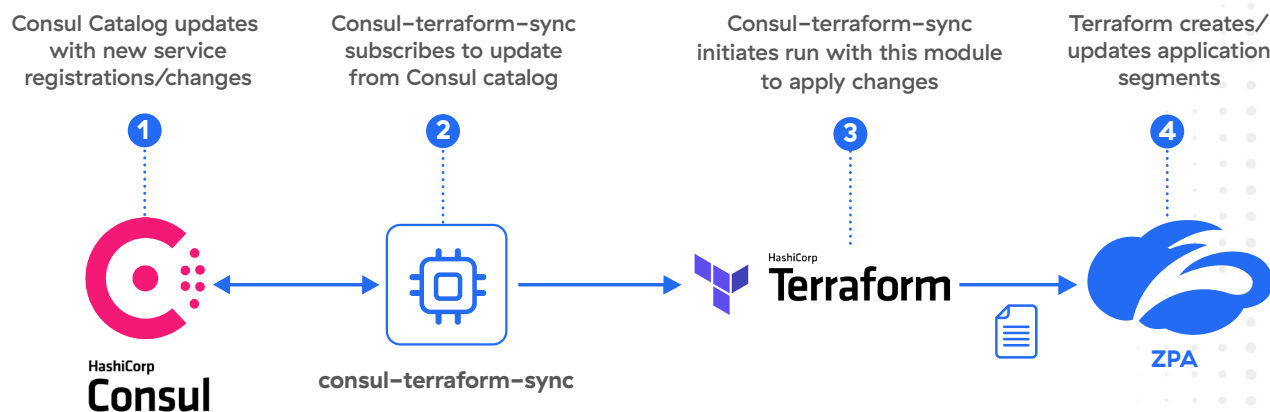 Consul Catalog updates
with new service
registrations/changes
Consul-terraform-sync
subscribes to update
from Consul catalog
Consul-terraform-sync
initiates run with this module
to apply changes
Terraform creates/
updates application
segments
1
2
3
4
HashiCorp
Consul
consul-terraform-sync
HashiCorp
Terraform
ZPA